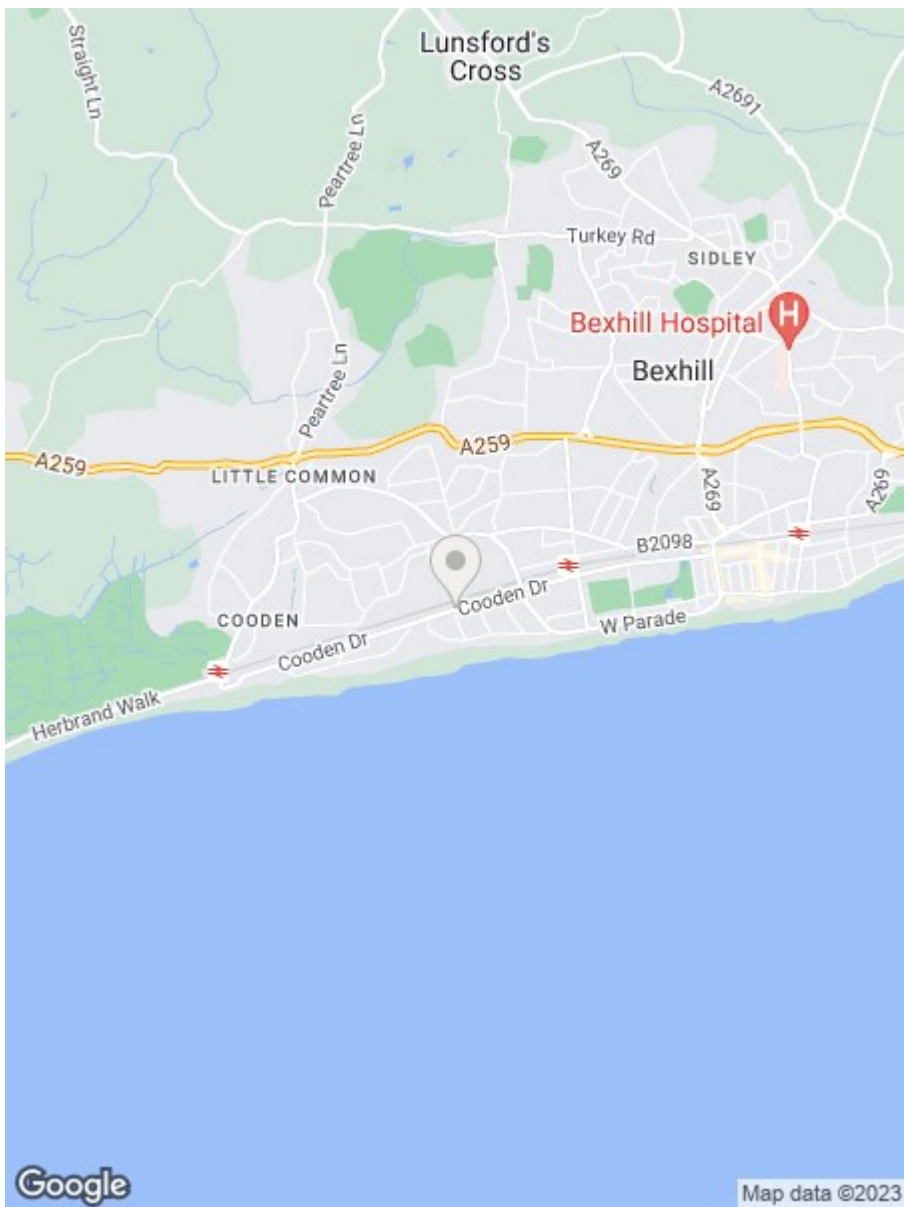 Straight Ln
Lunsford's
Cross
A2691
Peartree Ln
A269
Turkey Rd
SIDLEY
Bexhill Hospital
H
Bexhill
Peartree Ln
A259
A259
LITTLE COMMON
A269
A269
B2098
Cooden Dr
COODEN
W Parade
Cooden Dr
Herbrand Walk
Google
Map data ©2023